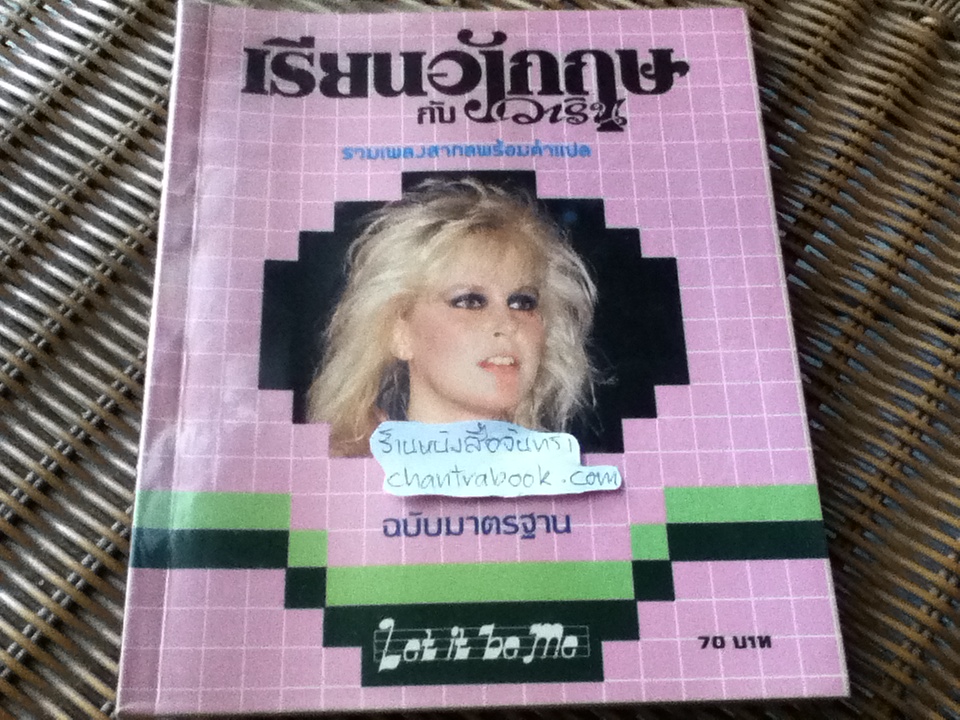 เรียนอังกฤษ
กับ วาริน
รวมเพลงสากลพร้อมคำแปล
ร้านหนังสือจันทรา
chantrabook.com
ฉบับมาตรฐาน
Let it be Me
70 บาท